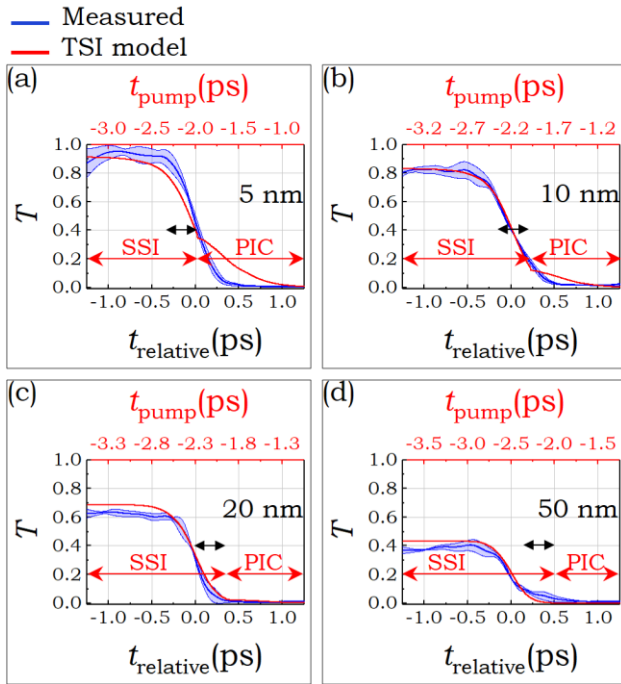 Measured
TSI model
(a)
t_pump(ps)
-3.0 -2.5 -2.0 -1.5 -1.0
1.0
0.8
0.6
0.4
0.2
0.0
T
5 nm
SSI PIC
-1.0 -0.5 0.0 0.5 1.0
t_relative(ps)
(b)
t_pump(ps)
-3.2 -2.7 -2.2 -1.7 -1.2
1.0
0.8
0.6
0.4
0.2
0.0
T
10 nm
SSI PIC
-1.0 -0.5 0.0 0.5 1.0
t_relative(ps)
(c)
t_pump(ps)
-3.3 -2.8 -2.3 -1.8 -1.3
1.0
0.8
0.6
0.4
0.2
0.0
T
20 nm
SSI PIC
-1.0 -0.5 0.0 0.5 1.0
t_relative(ps)
(d)
t_pump(ps)
-3.5 -3.0 -2.5 -2.0 -1.5
1.0
0.8
0.6
0.4
0.2
0.0
T
50 nm
SSI PIC
-1.0 -0.5 0.0 0.5 1.0
t_relative(ps)